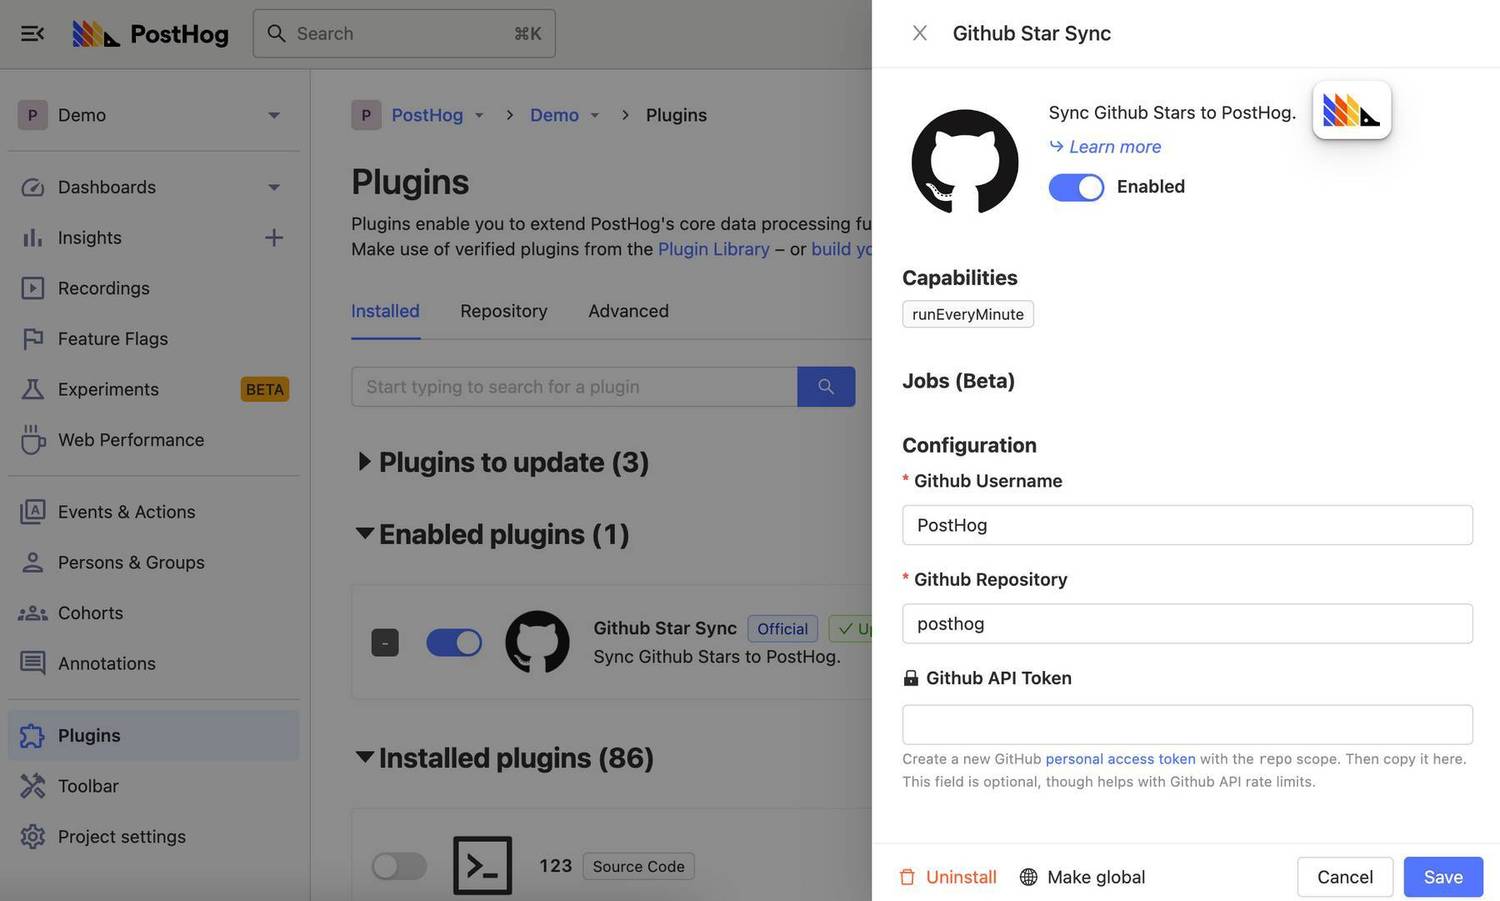 PostHog
Search
⌘K
P
Demo
Dashboards
Insights
Recordings
Feature Flags
Experiments
BETA
Web Performance
Events & Actions
Persons & Groups
Cohorts
Annotations
Plugins
Toolbar
Project settings
P
PostHog
Demo
Plugins
Plugins
Plugins enable you to extend PostHog's core data processing fu
Make use of verified plugins from the Plugin Library – or build yo
Installed
Repository
Advanced
Start typing to search for a plugin
Plugins to update (3)
Enabled plugins (1)
-
Github Star Sync
Official
Up
Sync Github Stars to PostHog.
Installed plugins (86)
123
Source Code
Github Star Sync
Sync Github Stars to PostHog.
Learn more
Enabled
Capabilities
runEveryMinute
Jobs (Beta)
Configuration
* Github Username
PostHog
* Github Repository
posthog
Github API Token
Create a new GitHub personal access token with the repo scope. Then copy it here.
This field is optional, though helps with Github API rate limits.
Uninstall
Make global
Cancel
Save